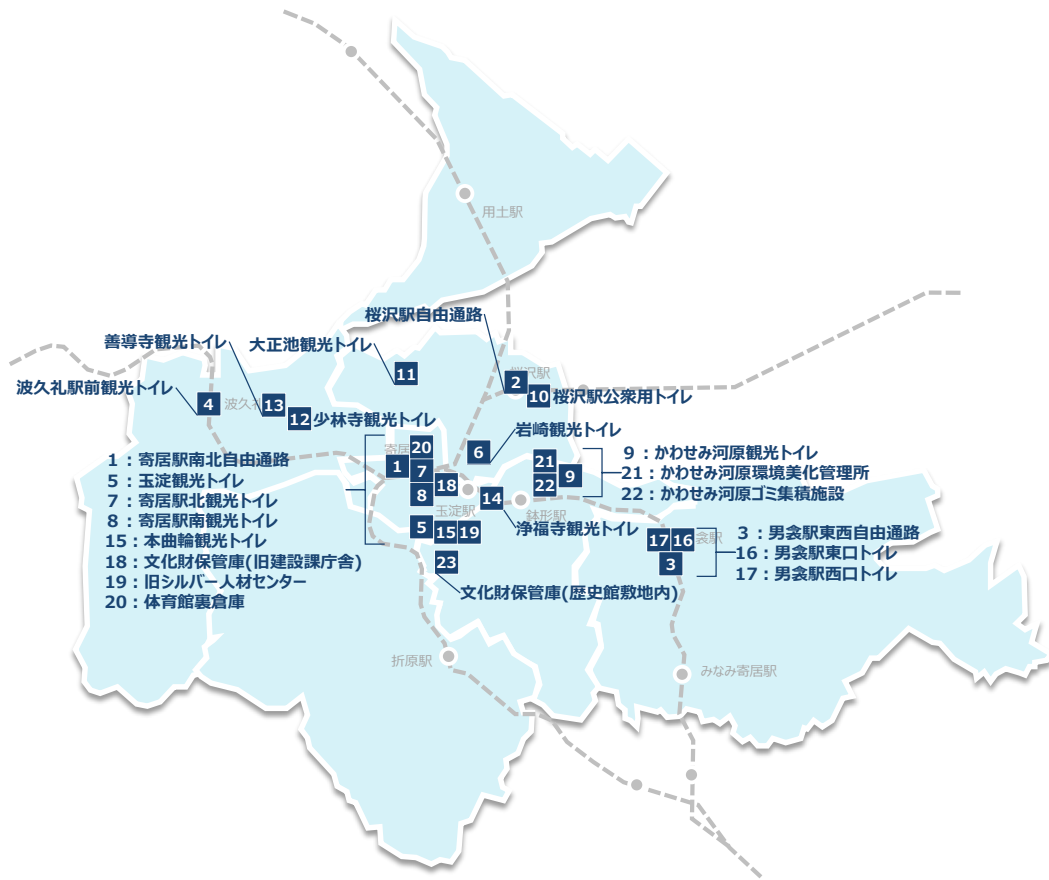 用土駅
桜沢駅自由通路
善導寺観光トイレ
大正池観光トイレ
11
桜沢駅
2
波久礼駅前観光トイレ
4
波久礼
13
10
桜沢駅公衆用トイレ
12
少林寺観光トイレ
岩崎観光トイレ
寄居
20
6
1
7
18
8
21
9
22
9：かわせみ河原観光トイレ
21：かわせみ河原環境美化管理所
22：かわせみ河原ゴミ集積施設
1：寄居駅南北自由通路
5：玉淀観光トイレ
7：寄居駅北観光トイレ
8：寄居駅南観光トイレ
15：本曲輪観光トイレ
18：文化財保管庫(旧建設課庁舎)
19：旧シルバー人材センター
20：体育館裏倉庫
玉淀駅
14
鉢形駅
浄福寺観光トイレ
5
15
19
17
16
衾駅
3
3：男衾駅東西自由通路
16：男衾駅東口トイレ
17：男衾駅西口トイレ
23
文化財保管庫(歴史館敷地内)
折原駅
みなみ寄居駅